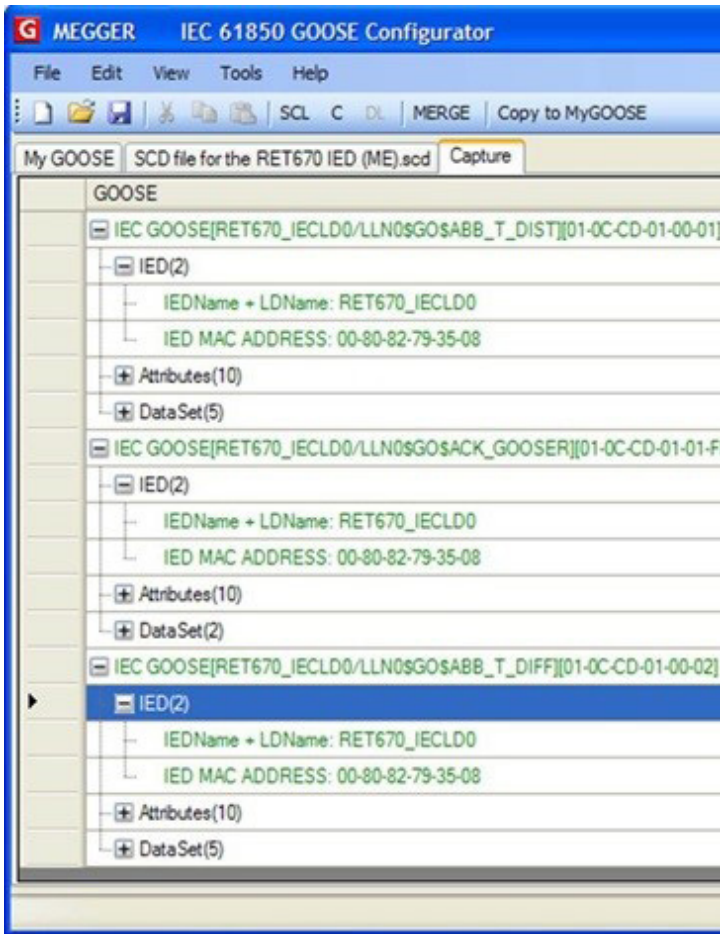 G MEGGER IEC 61850 GOOSE Configurator
File Edit View Tools Help
SCL C DL MERGE Copy to MyGOOSE
My GOOSE SCD file for the RET670 IED (ME).scd Capture
GOOSE
IEC GOOSE[RET670_IECLD0/LLN0$GO$ABB_T_DIST][01-0C-CD-01-00-01]
IED(2)
IEDName + LDName: RET670_IECLD0
IED MAC ADDRESS: 00-80-82-79-35-08
Attributes(10)
DataSet(5)
IEC GOOSE[RET670_IECLD0/LLN0$GO$ACK_GOOSER][01-0C-CD-01-01-F
IED(2)
IEDName + LDName: RET670_IECLD0
IED MAC ADDRESS: 00-80-82-79-35-08
Attributes(10)
DataSet(2)
IEC GOOSE[RET670_IECLD0/LLN0$GO$ABB_T_DIFF][01-0C-CD-01-00-02]
IED(2)
IEDName + LDName: RET670_IECLD0
IED MAC ADDRESS: 00-80-82-79-35-08
Attributes(10)
DataSet(5)